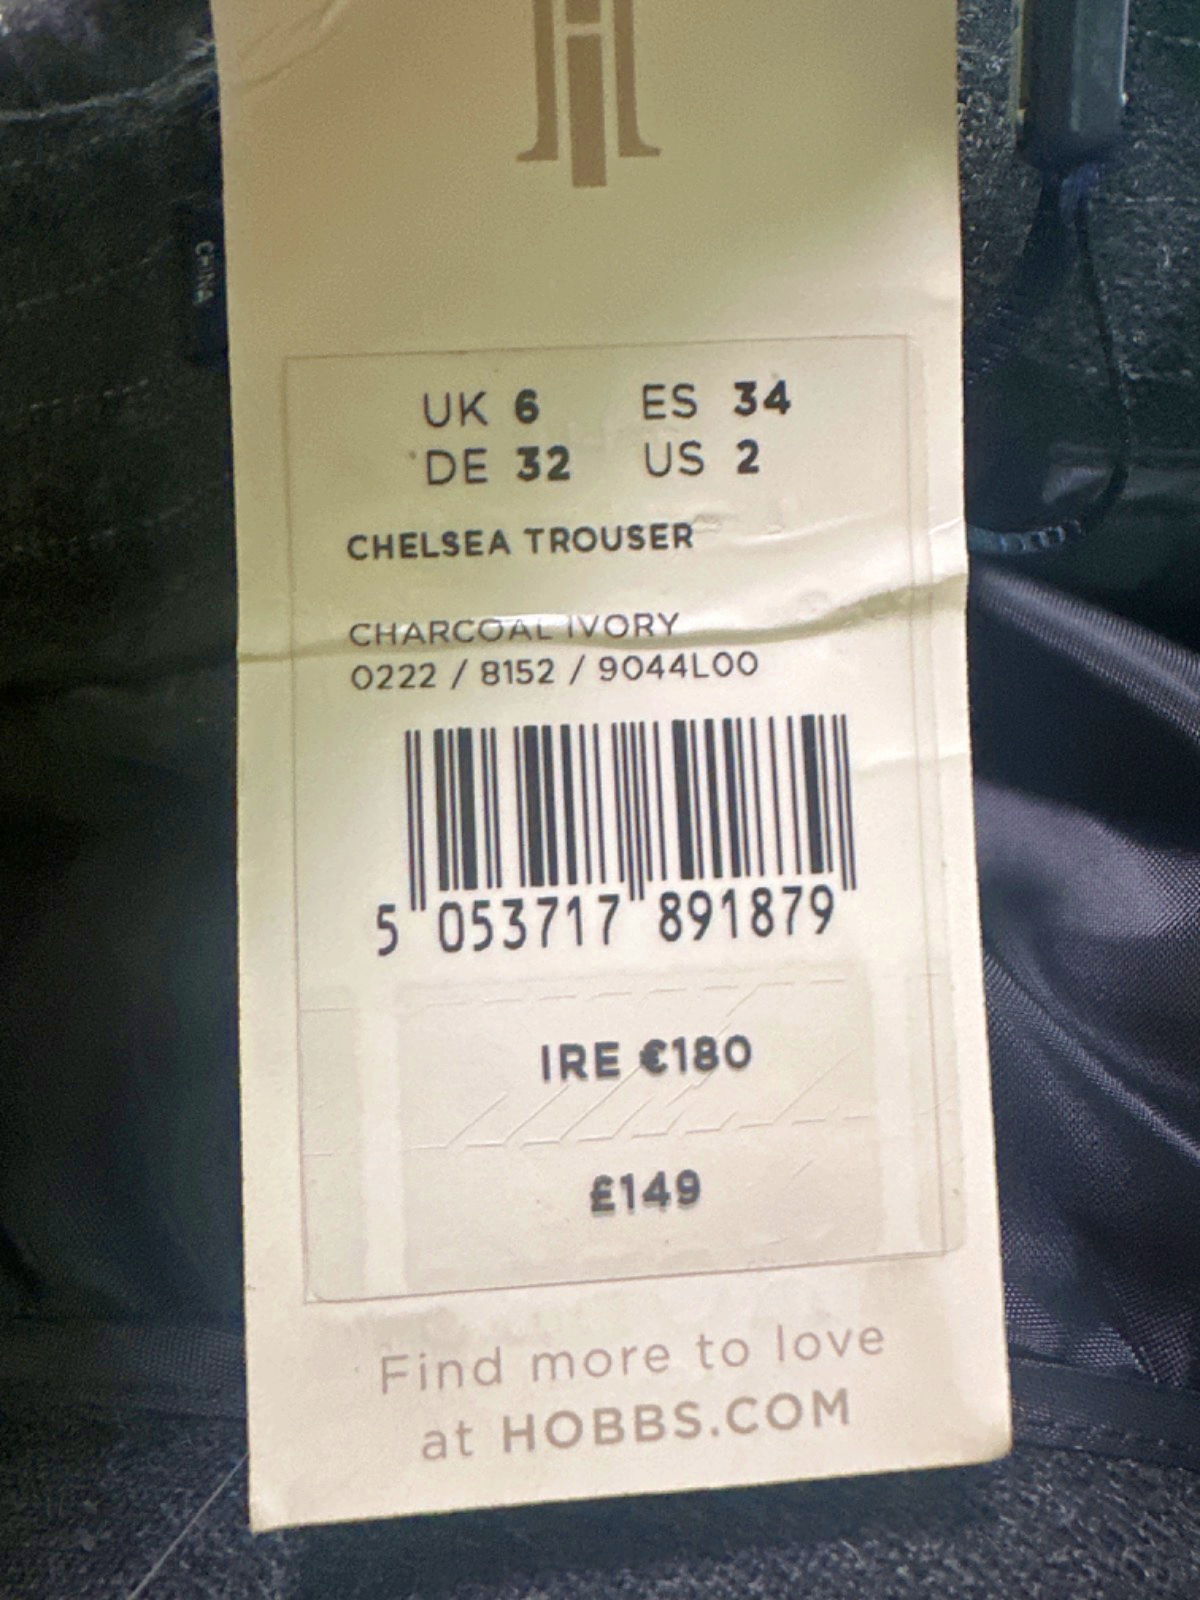 CHINA
UK 6 ES 34
DE 32 US 2
CHELSEA TROUSER
CHARCOAL IVORY
0222 / 8152 / 9044L00
5 053717 891879
IRE €180
£149
Find more to love
at HOBBS.COM